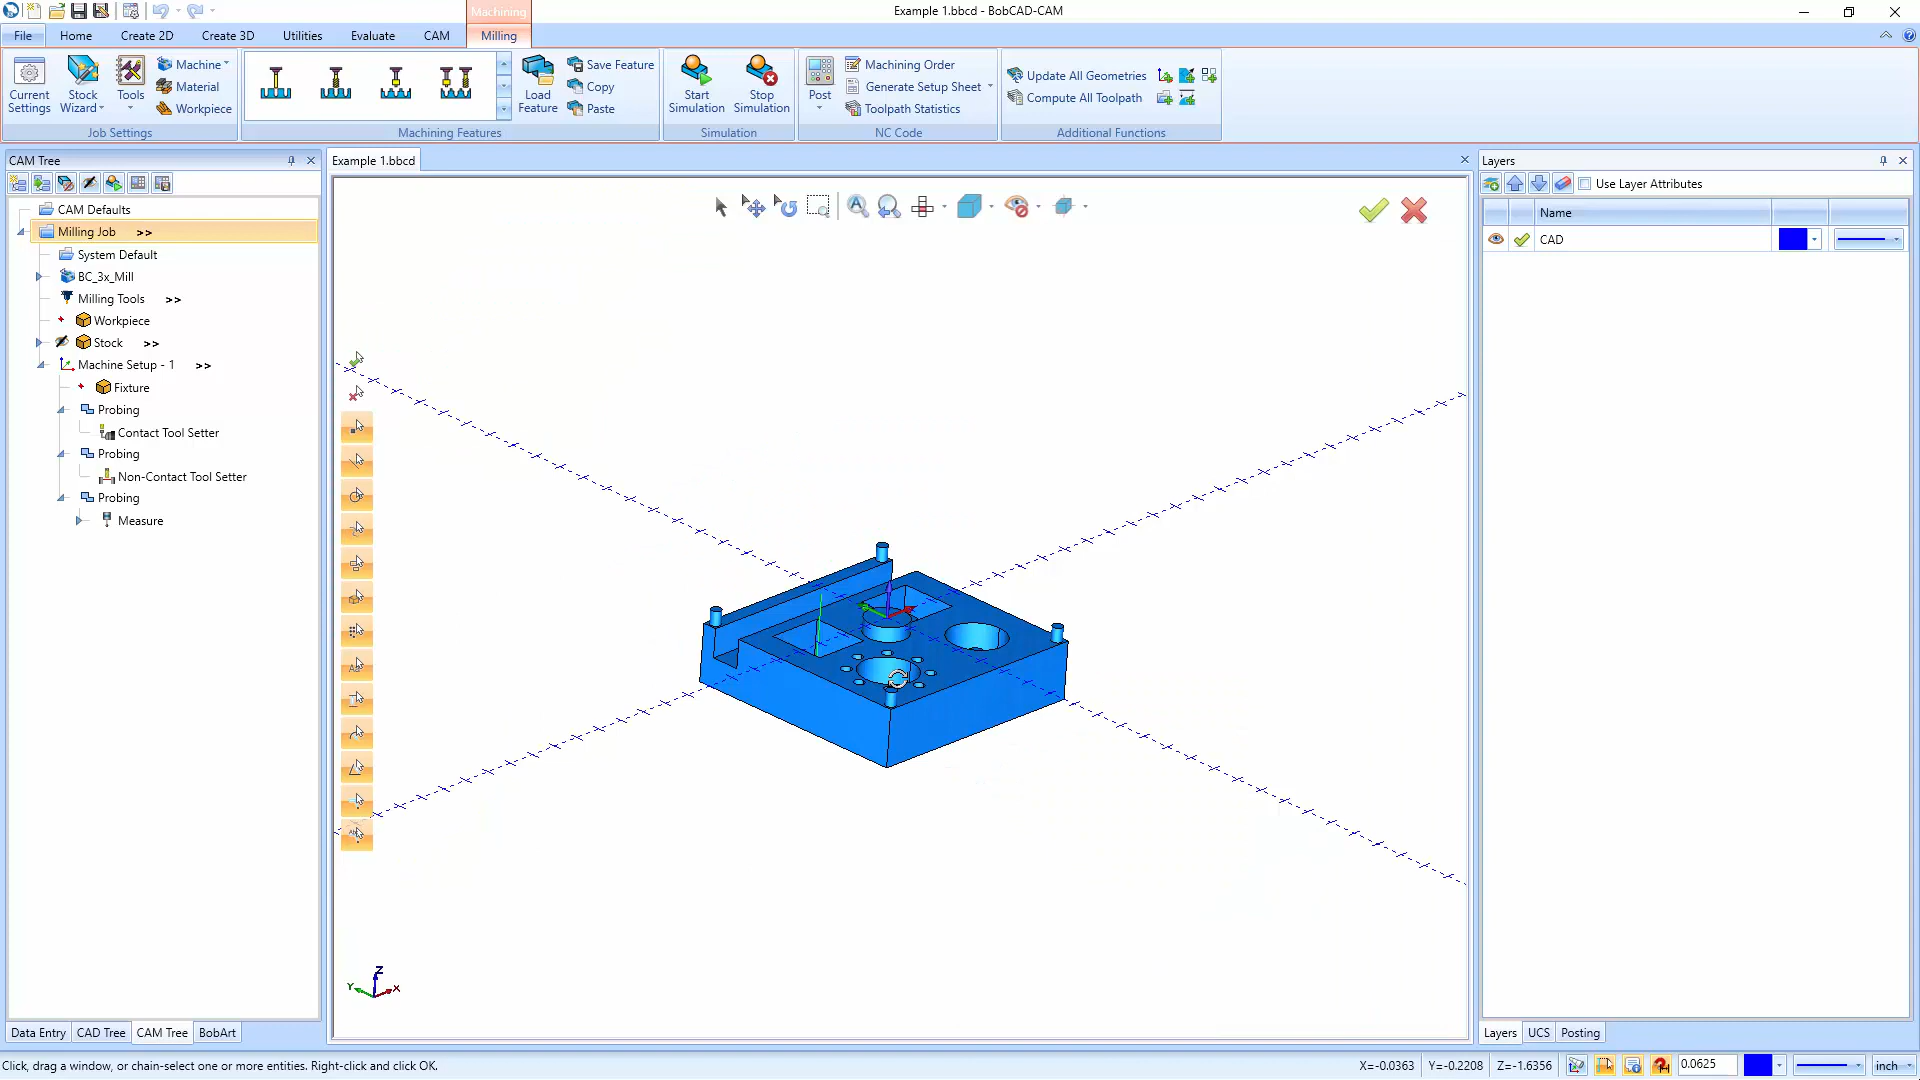 Machining
Example 1.bbcd - BobCAD-CAM
File
Home
Create 2D
Create 3D
Utilities
Evaluate
CAM
Milling
Current
Settings
Stock
Wizard
Tools
Machine
Material
Workpiece
Job Settings
Load
Feature
Save Feature
Copy
Paste
Machining Features
Start
Simulation
Stop
Simulation
Simulation
Post
Machining Order
Generate Setup Sheet
Toolpath Statistics
NC Code
Update All Geometries
Compute All Toolpath
Additional Functions
CAM Tree
Example 1.bbcd
Layers
Use Layer Attributes
CAM Defaults
Milling Job >>
System Default
BC_3x_Mill
Milling Tools >>
Workpiece
Stock >>
Machine Setup - 1 >>
Fixture
Probing
Contact Tool Setter
Probing
Non-Contact Tool Setter
Probing
Measure
Name
CAD
Z
Y
X
Data Entry
CAD Tree
CAM Tree
BobArt
Layers
UCS
Posting
Click, drag a window, or chain-select one or more entities. Right-click and click OK.
X=-0.0363
Y=-0.2208
Z=-1.6356
0.0625
inch